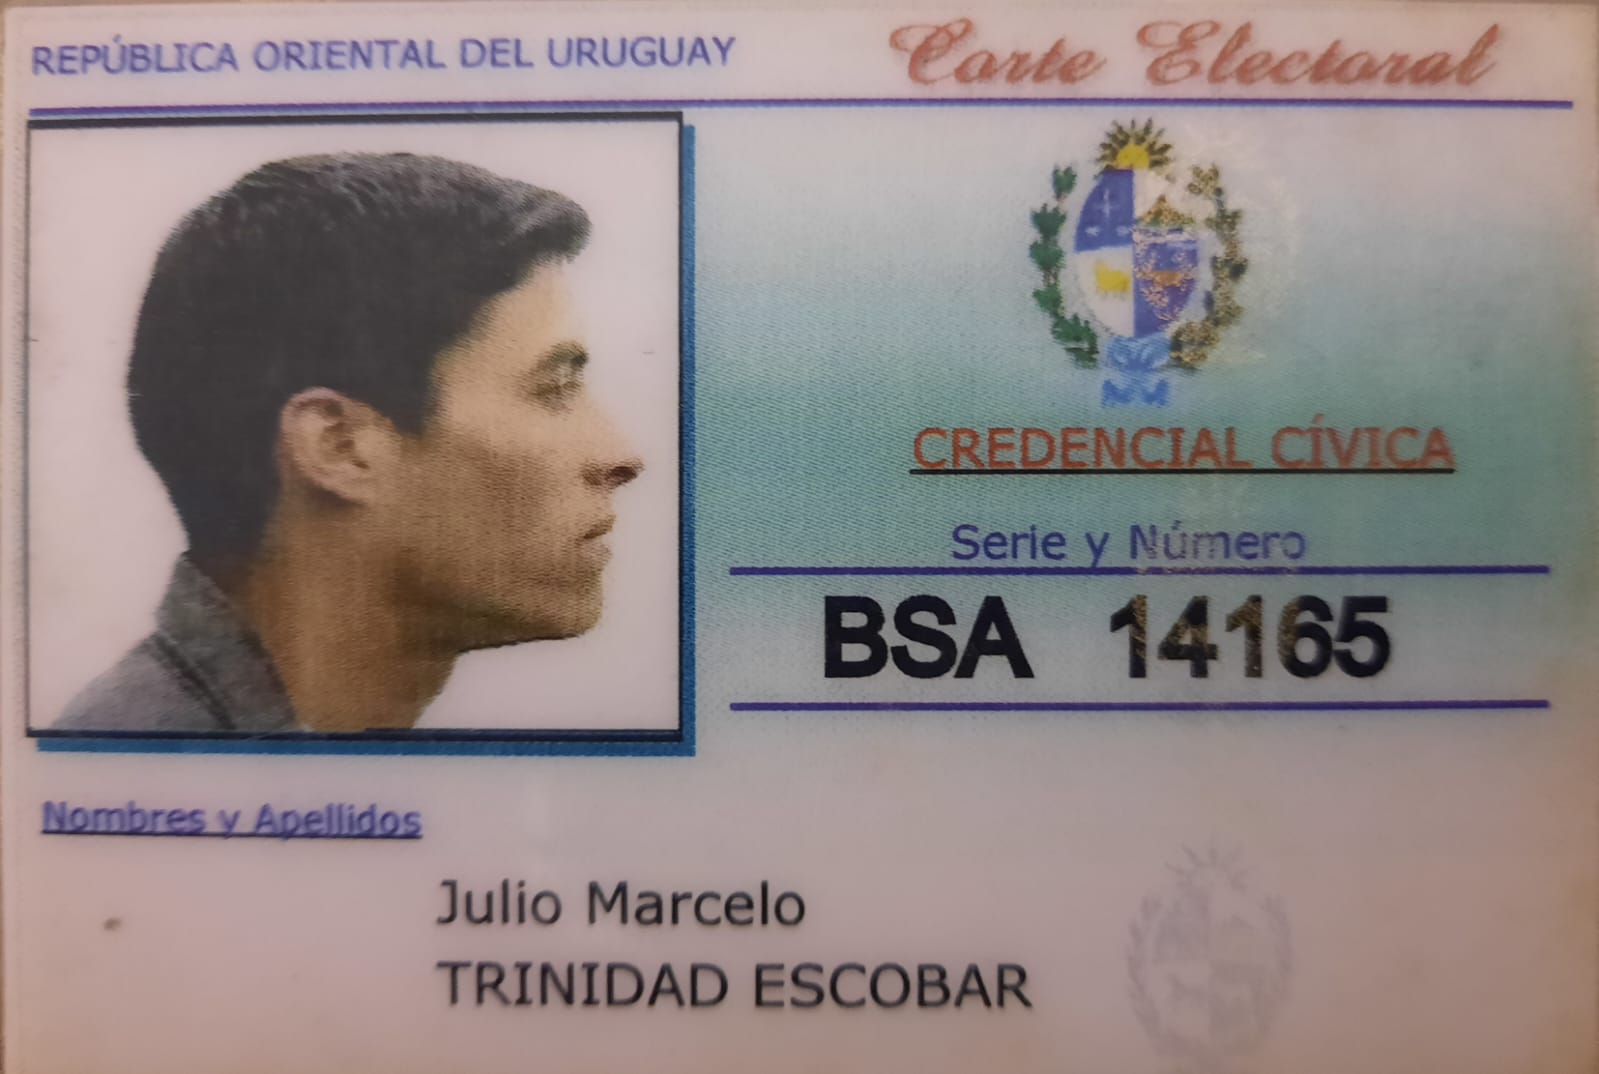 REPÚBLICA ORIENTAL DEL URUGUAY
Corte Electoral
CREDENCIAL CÍVICA
Serie y Número
BSA 14165
Nombres y Apellidos
Julio Marcelo
TRINIDAD ESCOBAR